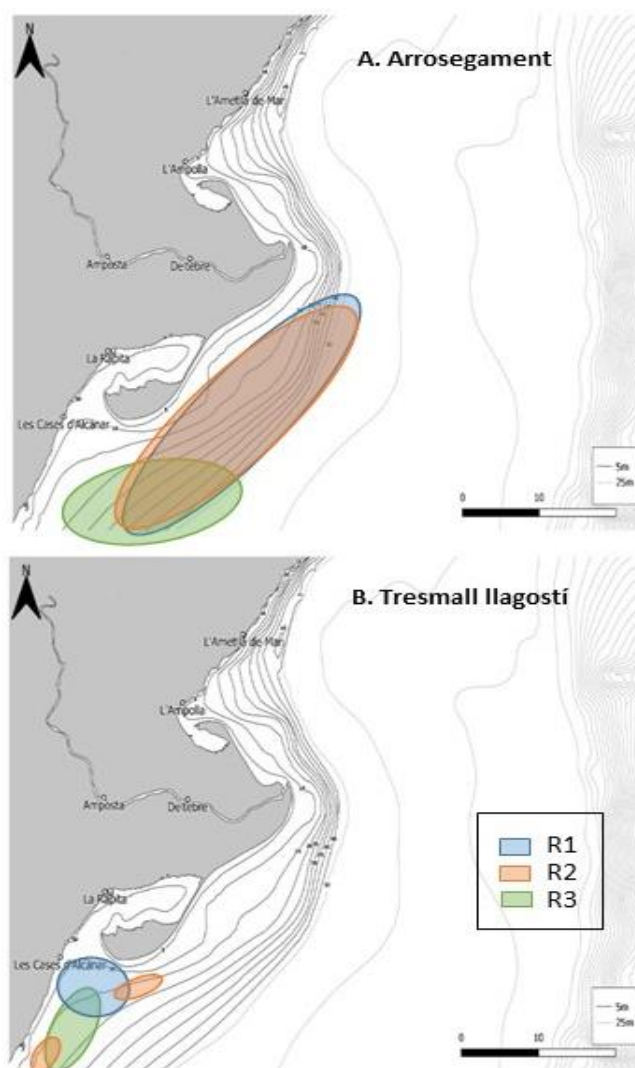 N
A. Arrosegament
L'Ametlla de Mar
L'Ampolla
Amposta
Deltebre
La Ràpita
Les Cases d'Alcanar
5m
25m
0
10
N
B. Tresmall llagostí
L'Ametlla de Mar
L'Ampolla
Amposta
Deltebre
R1
R2
R3
La Ràpita
Les Cases d'Alcanar
5m
25m
0
10